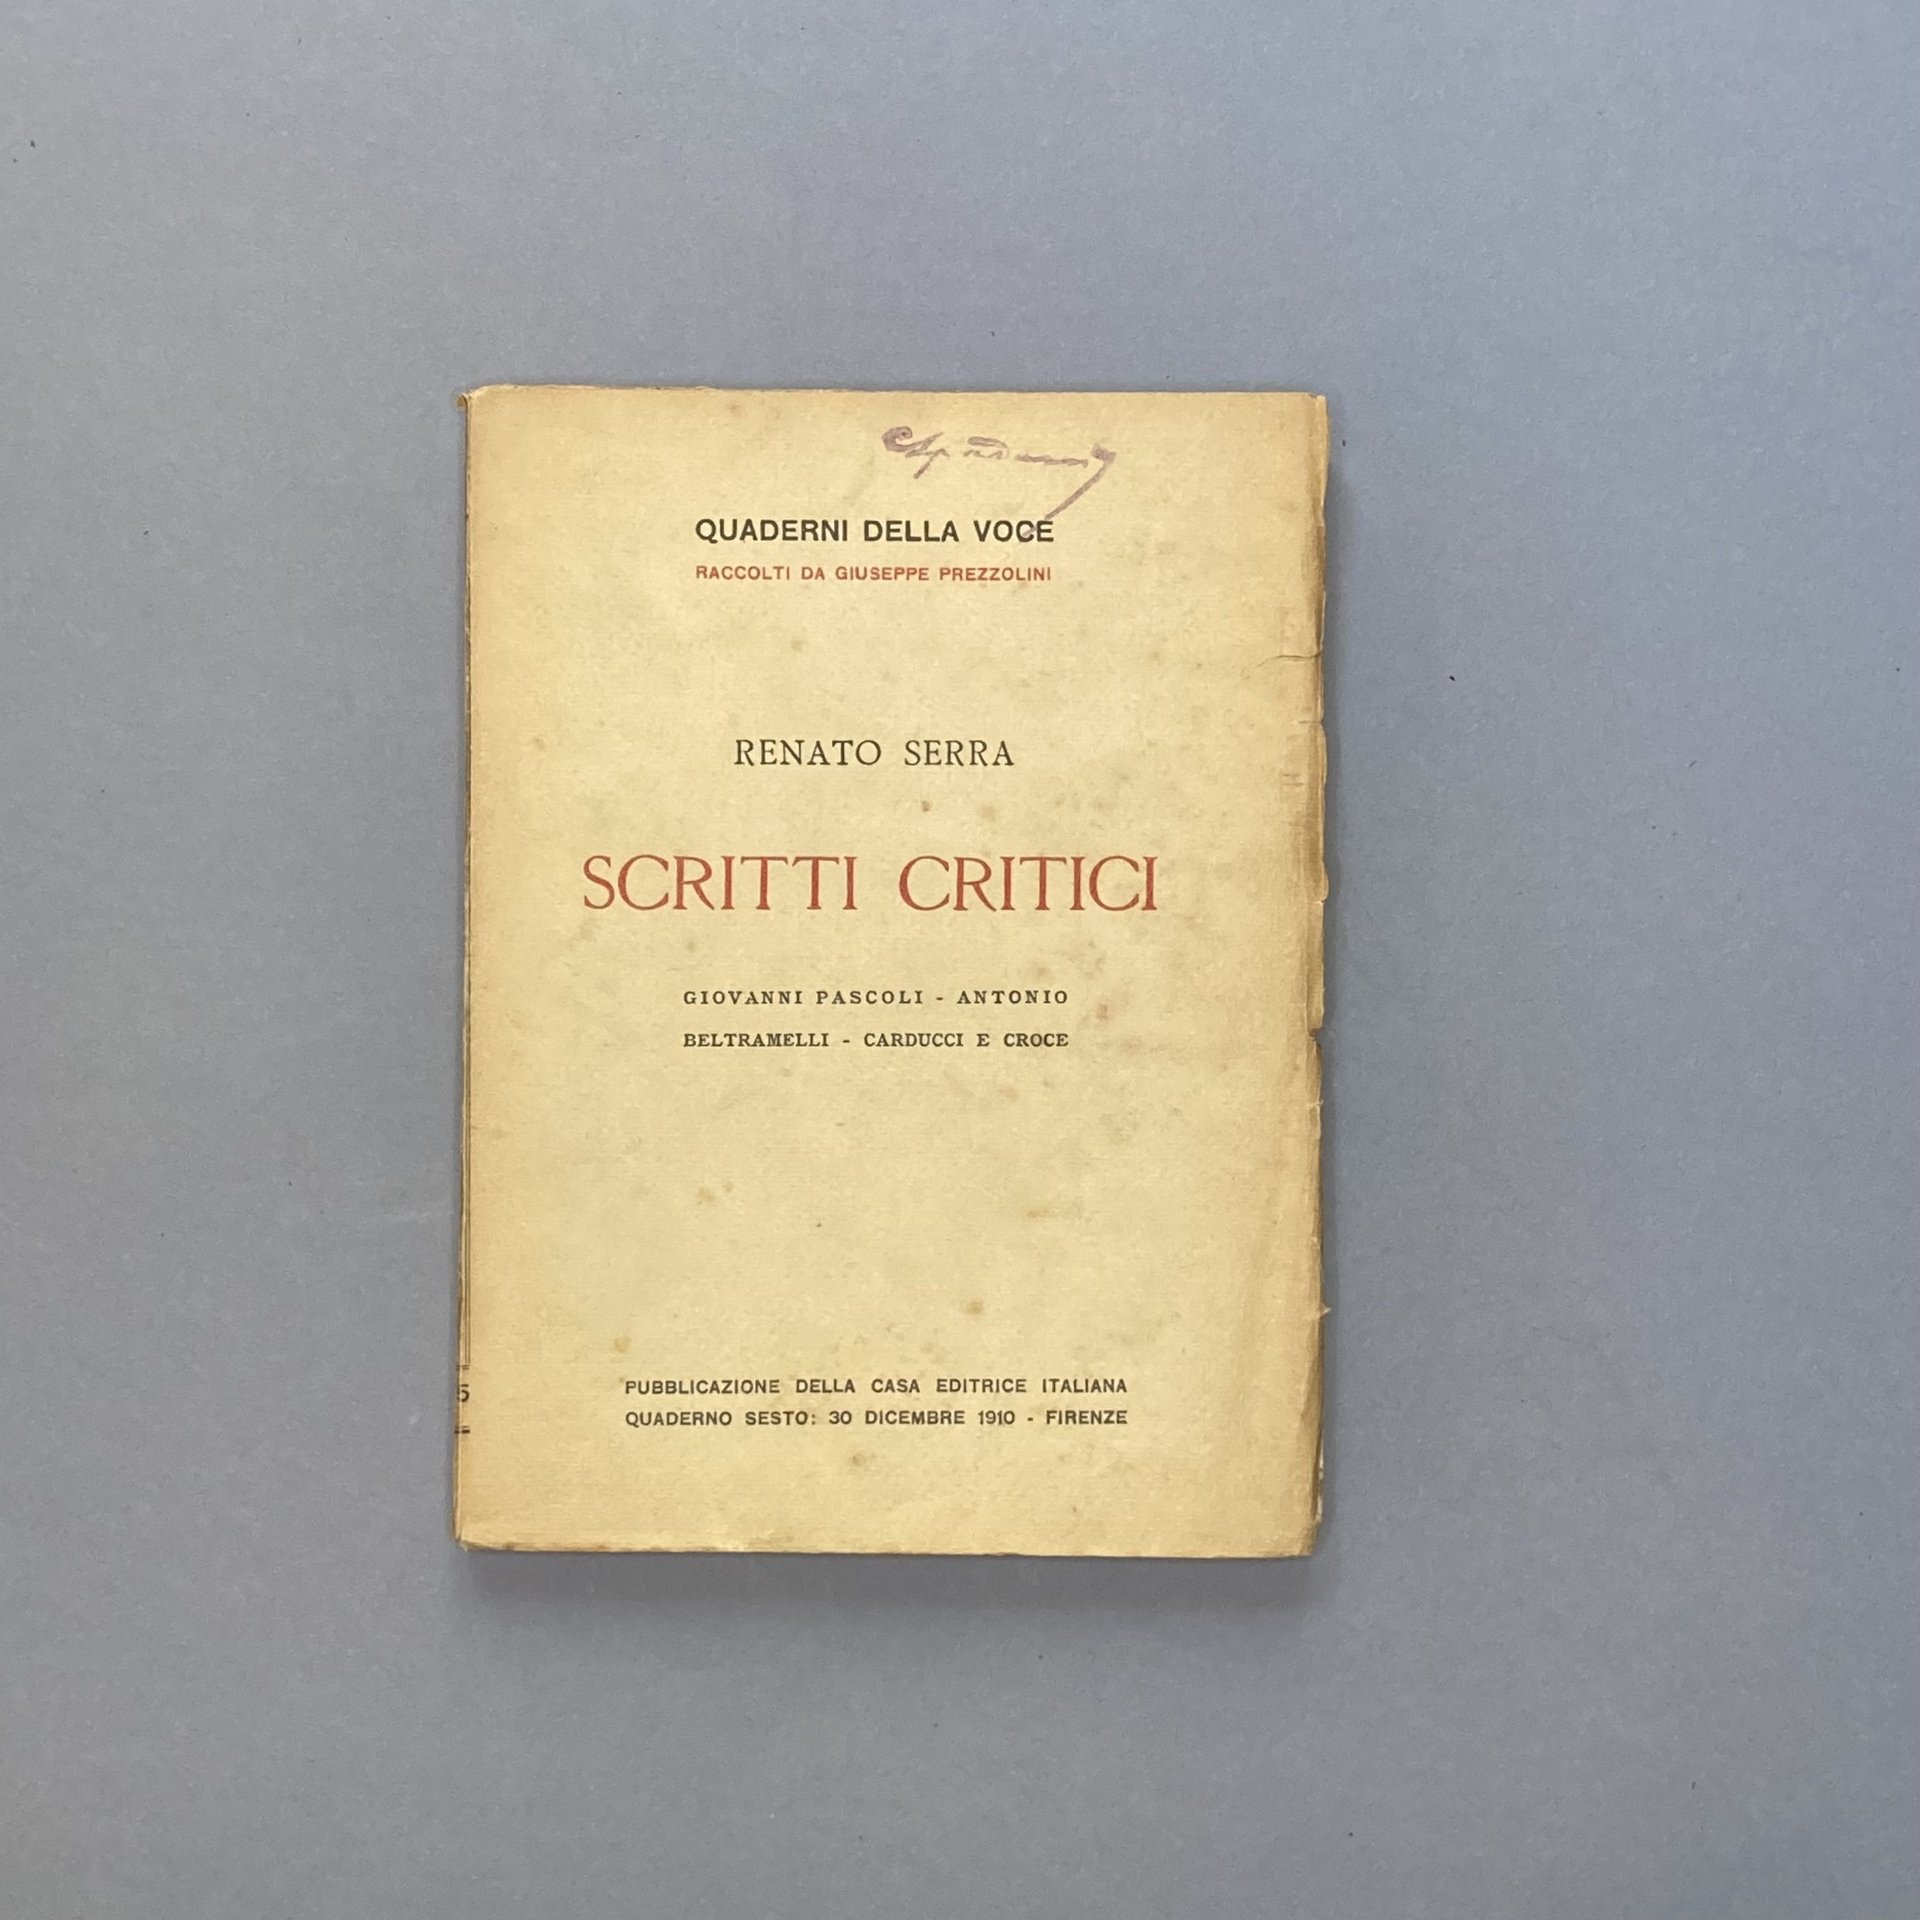 QUADERNI DELLA VOCE
RACCOLTI DA GIUSEPPE PREZZOLINI
RENATO SERRA
SCRITTI CRITICI
GIOVANNI PASCOLI - ANTONIO
BELTRAMELLI - CARDUCCI E CROCE
5
PUBBLICAZIONE DELLA CASA EDITRICE ITALIANA
QUADERNO SESTO: 30 DICEMBRE 1910 - FIRENZE